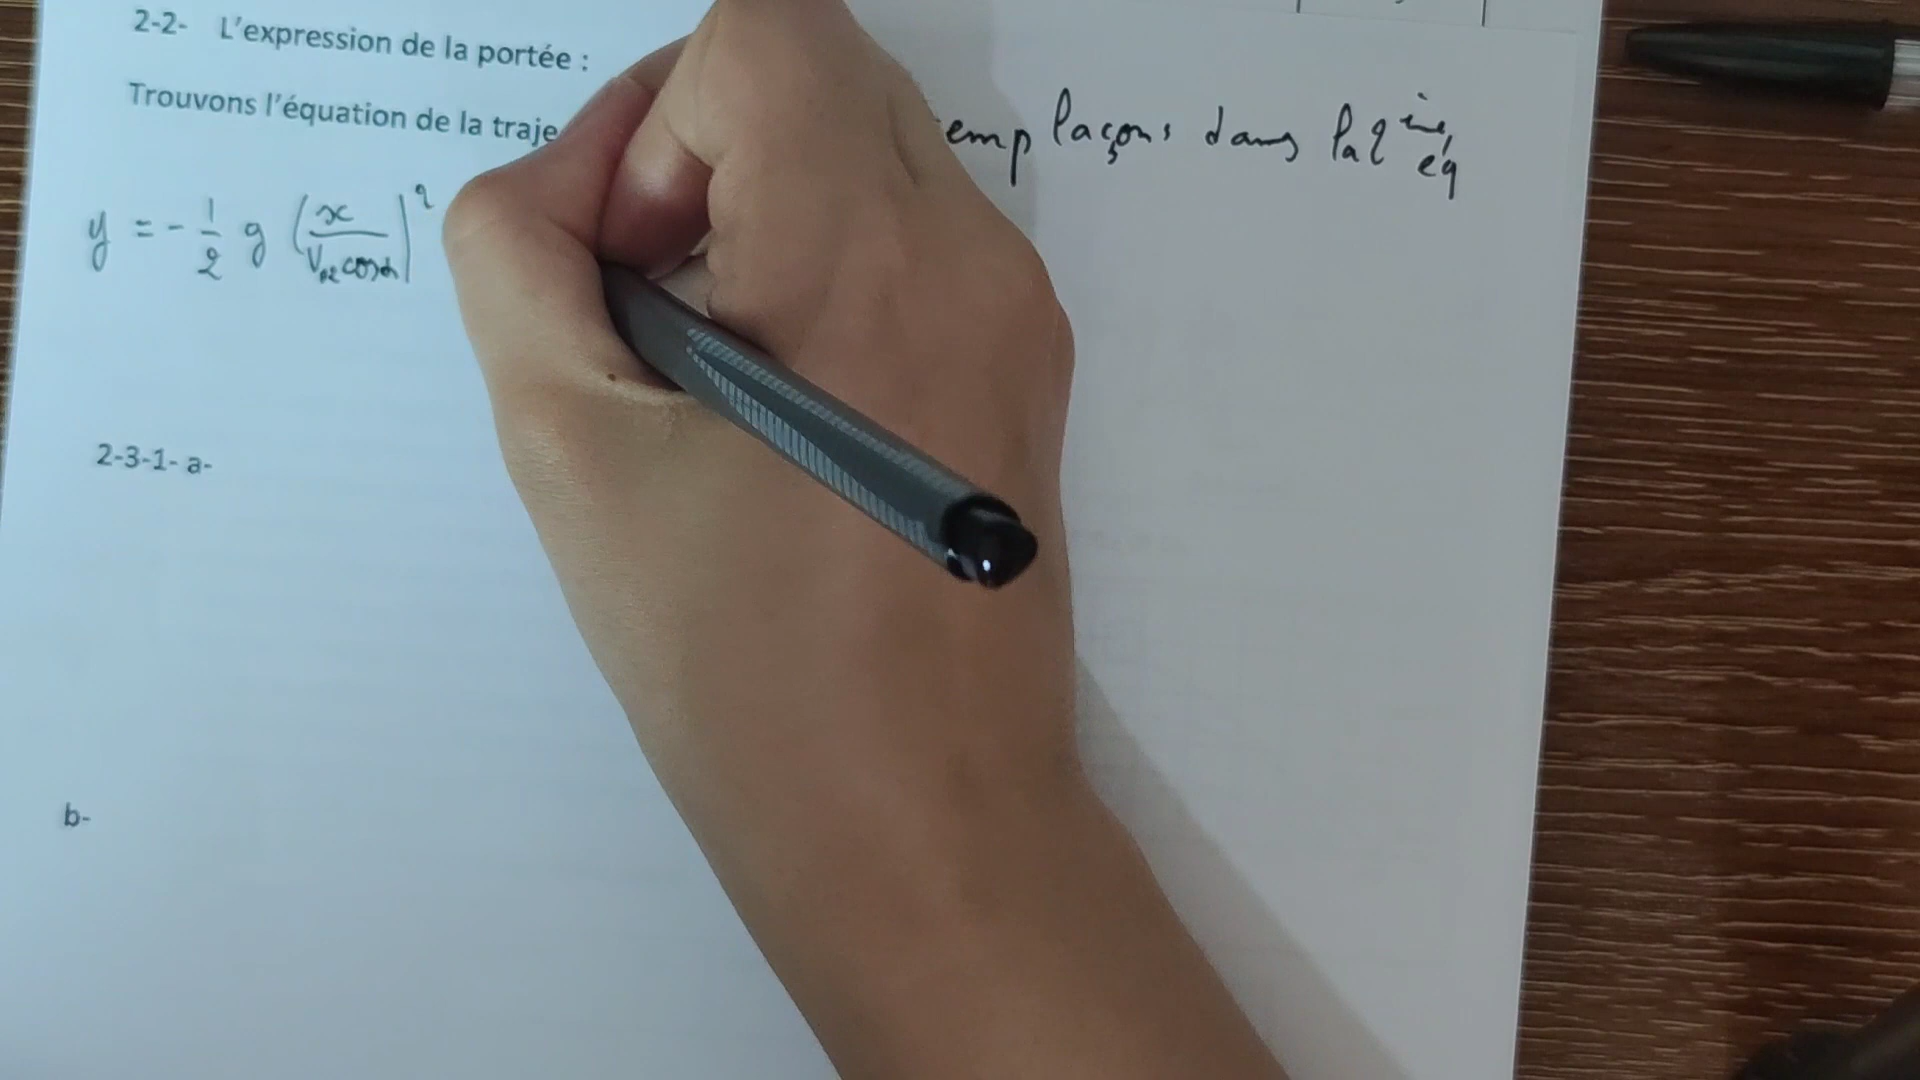 2-2- L'expression de la portée :
Trouvons l'équation de la traje
emplaçons dans la 2ème éq
y = - 1/2 g (x / V02 cosα)²
2-3-1- a-
b-